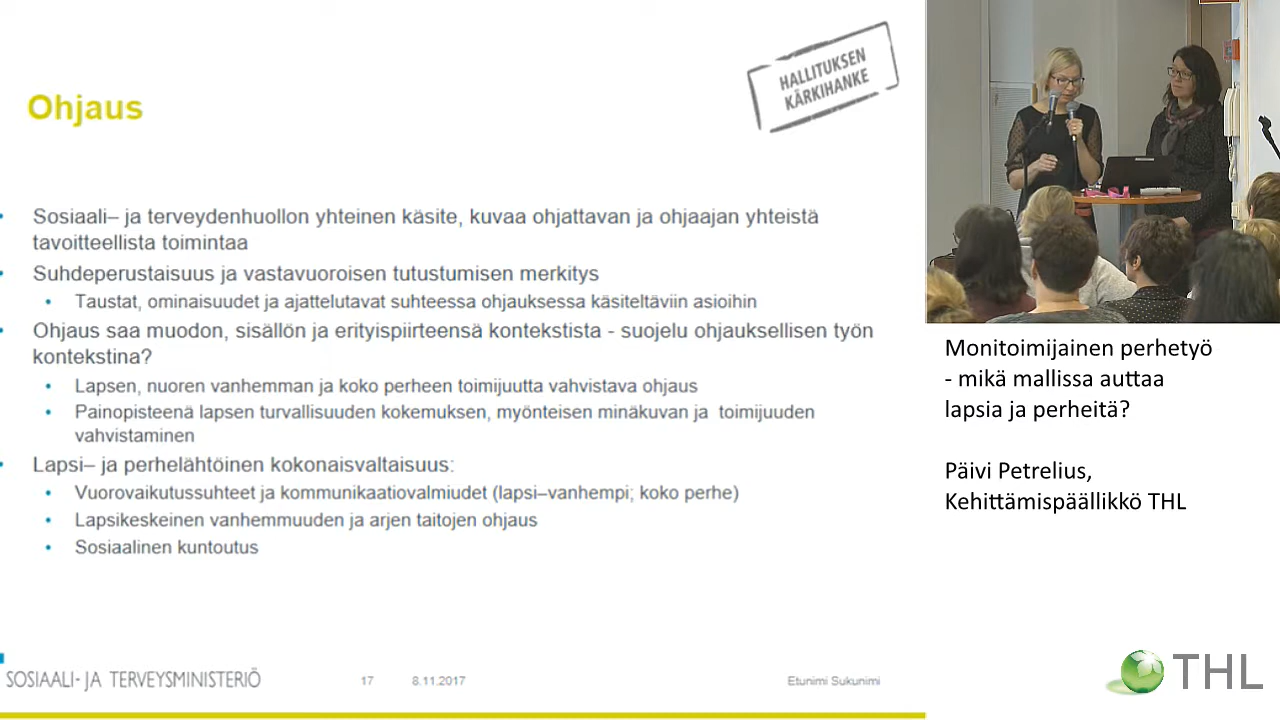 HALLITUKSEN
KÄRKIHANKE
Ohjaus
Sosiaali– ja terveydenhuollon yhteinen käsite, kuvaa ohjattavan ja ohjaajan yhteistä
tavoitteellista toimintaa
Suhdeperustaisuus ja vastavuoroisen tutustumisen merkitys
Taustat, ominaisuudet ja ajattelutavat suhteessa ohjauksessa käsiteltäviin asioihin
Ohjaus saa muodon, sisällön ja erityispiirteensä kontekstista - suojelu ohjauksellisen työn
kontekstina?
Lapsen, nuoren vanhemman ja koko perheen toimijuutta vahvistava ohjaus
Painopisteenä lapsen turvallisuuden kokemuksen, myönteisen minäkuvan ja toimijuuden
vahvistaminen
Lapsi– ja perhelähtöinen kokonaisvaltaisuus:
Vuorovaikutussuhteet ja kommunikaatiovalmiudet (lapsi–vanhempi; koko perhe)
Lapsikeskeinen vanhemmuuden ja arjen taitojen ohjaus
Sosiaalinen kuntoutus
SOSIAALI- JA TERVEYSMINISTERIÖ
17
8.11.2017
Etunimi Sukunimi
Monitoimijainen perhetyö
- mikä mallissa auttaa
lapsia ja perheitä?
Päivi Petrelius,
Kehittämispäällikkö THL
THL